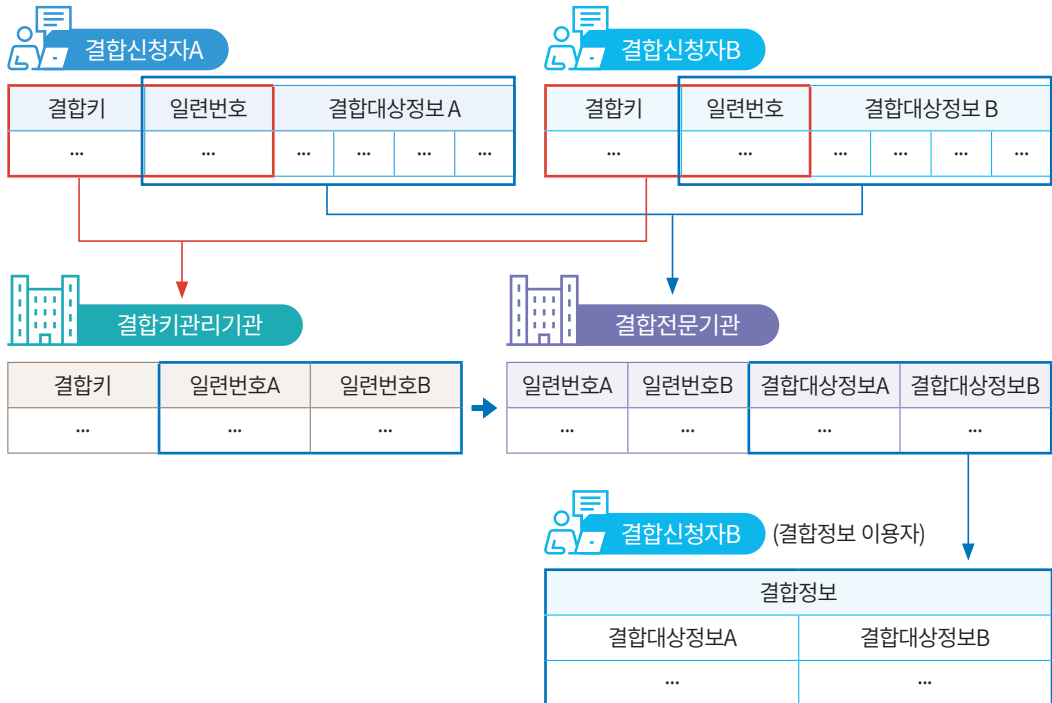 결합신청자A
결합신청자B
결합키 일련번호 결합대상정보 A
... ... ... ... ... ...
결합키 일련번호 결합대상정보 B
... ... ... ... ... ...
결합키관리기관
결합전문기관
결합키 일련번호A 일련번호B
... ... ...
일련번호A 일련번호B 결합대상정보A 결합대상정보B
... ... ... ...
결합신청자B (결합정보 이용자)
결합정보
결합대상정보A 결합대상정보B
... ...